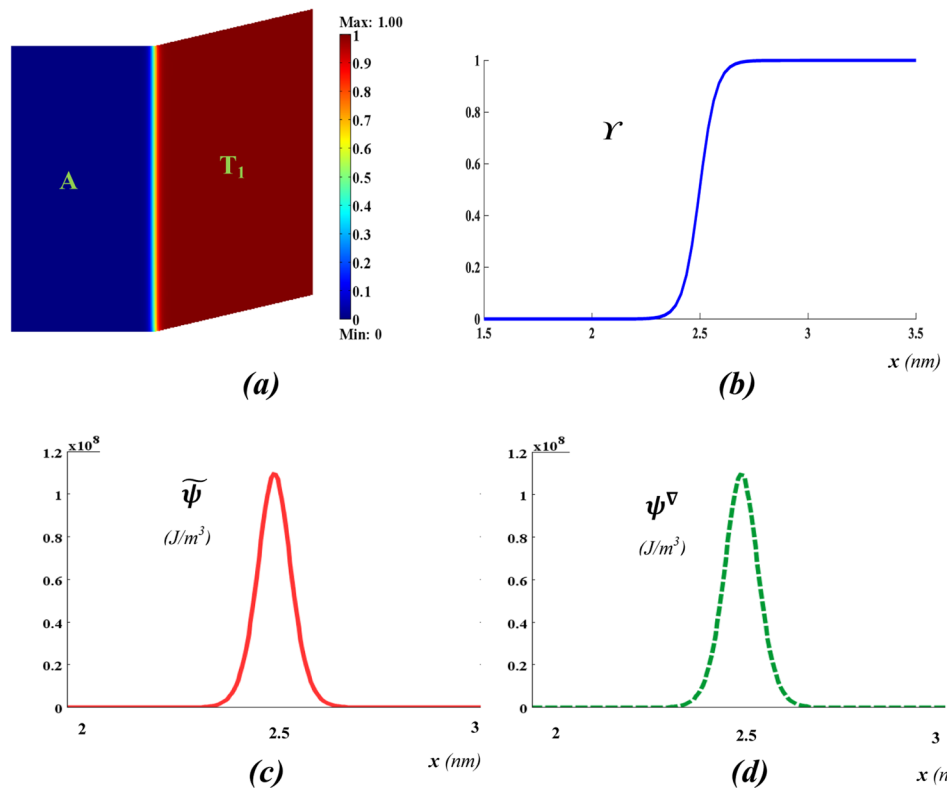 Max: 1.00
1
0.9
0.8
0.7
0.6
0.5
0.4
0.3
0.2
0.1
0
Min: 0
A
T₁
(a)
1
0.8
0.6
0.4
0.2
0
ϒ
1.5 2 2.5 3 3.5
x (nm)
(b)
x10⁸
1.2
1
0.8
0.6
0.4
0.2
0
ψ̃
(J/m³)
2 2.5 3
x (nm)
(c)
x10⁸
1.2
1
0.8
0.6
0.4
0.2
0
ψ^∇
(J/m³)
2 2.5 3
x (n
(d)